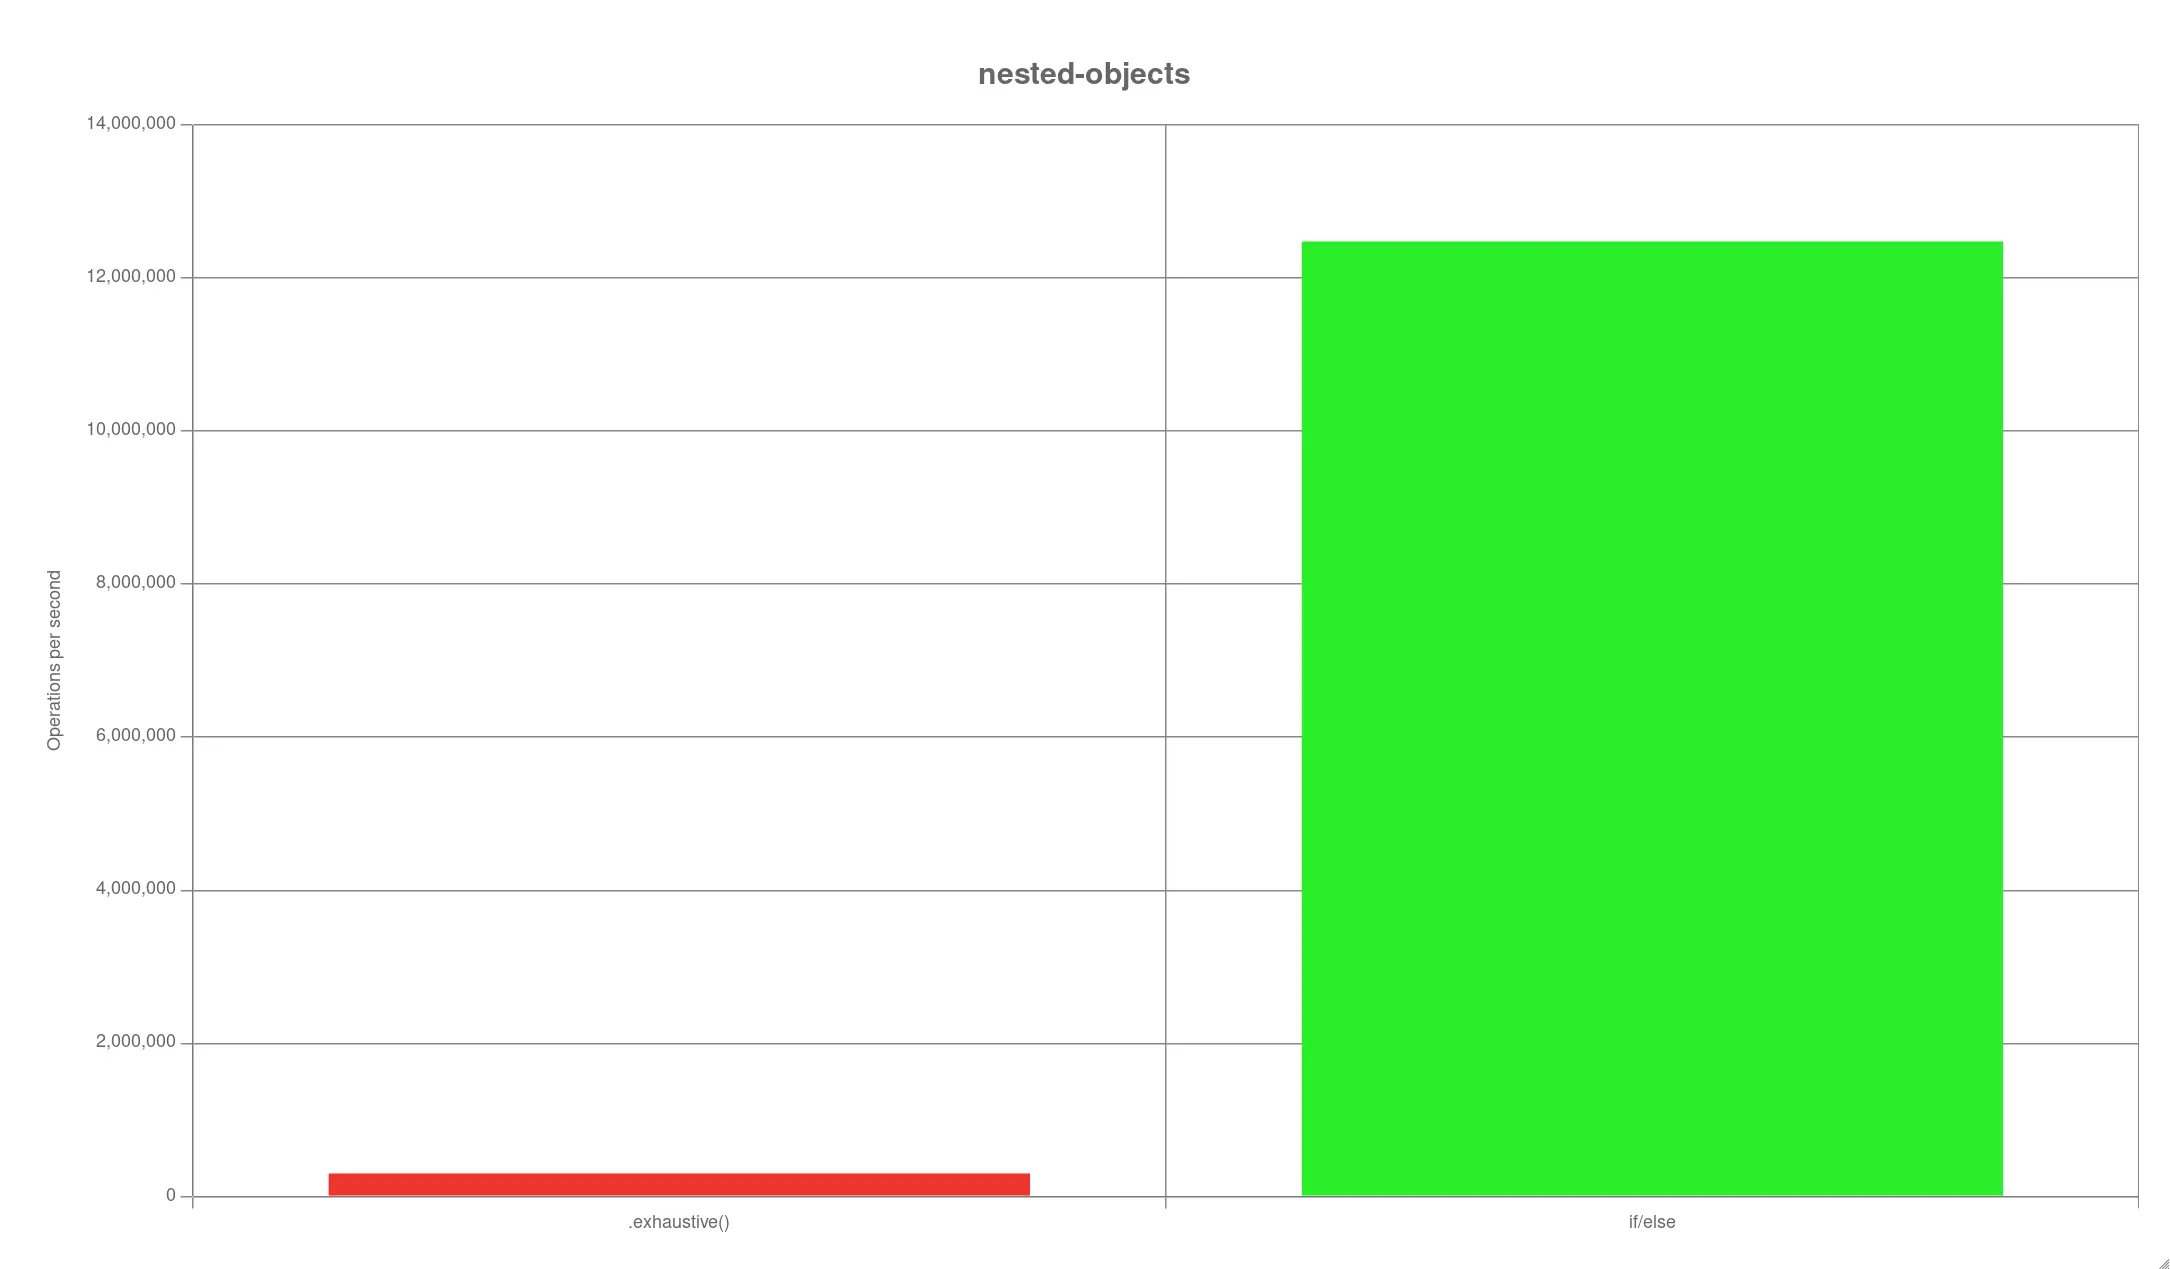 nested-objects
14,000,000
12,000,000
10,000,000
8,000,000
6,000,000
4,000,000
2,000,000
0
Operations per second
.exhaustive()
if/else